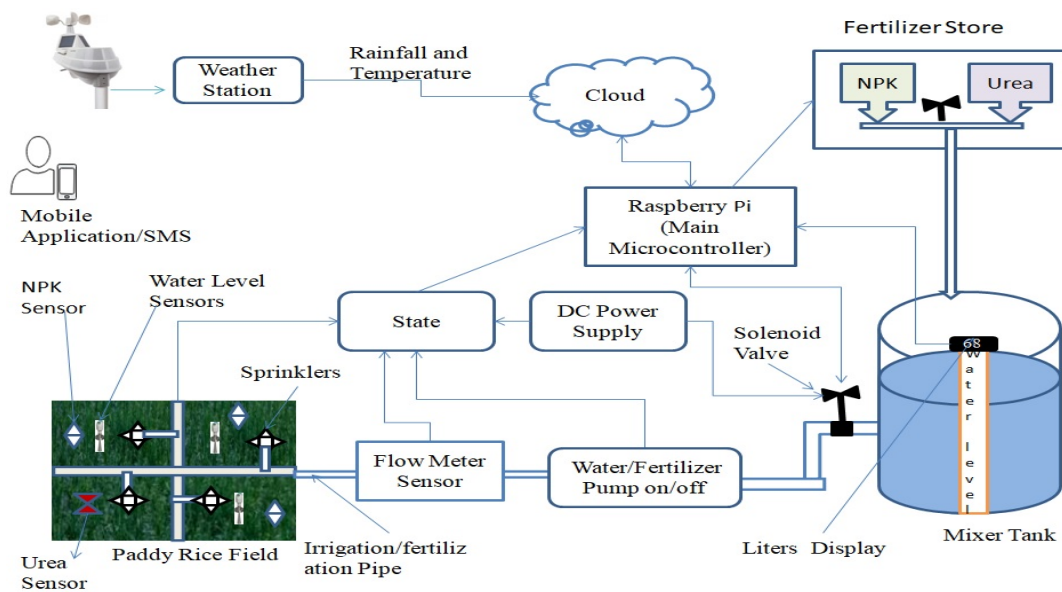 Fertilizer Store
Rainfall and
Temperature
Weather
Station
Cloud
NPK
Urea
Mobile
Application/SMS
Raspberry Pi
(Main
Microcontroller)
NPK
Sensor
Water Level
Sensors
State
DC Power
Supply
Solenoid
Valve
68
Water level
Sprinklers
Flow Meter
Sensor
Water/Fertilizer
Pump on/off
Urea
Sensor
Paddy Rice Field
Irrigation/fertiliz
ation Pipe
Liters Display
Mixer Tank